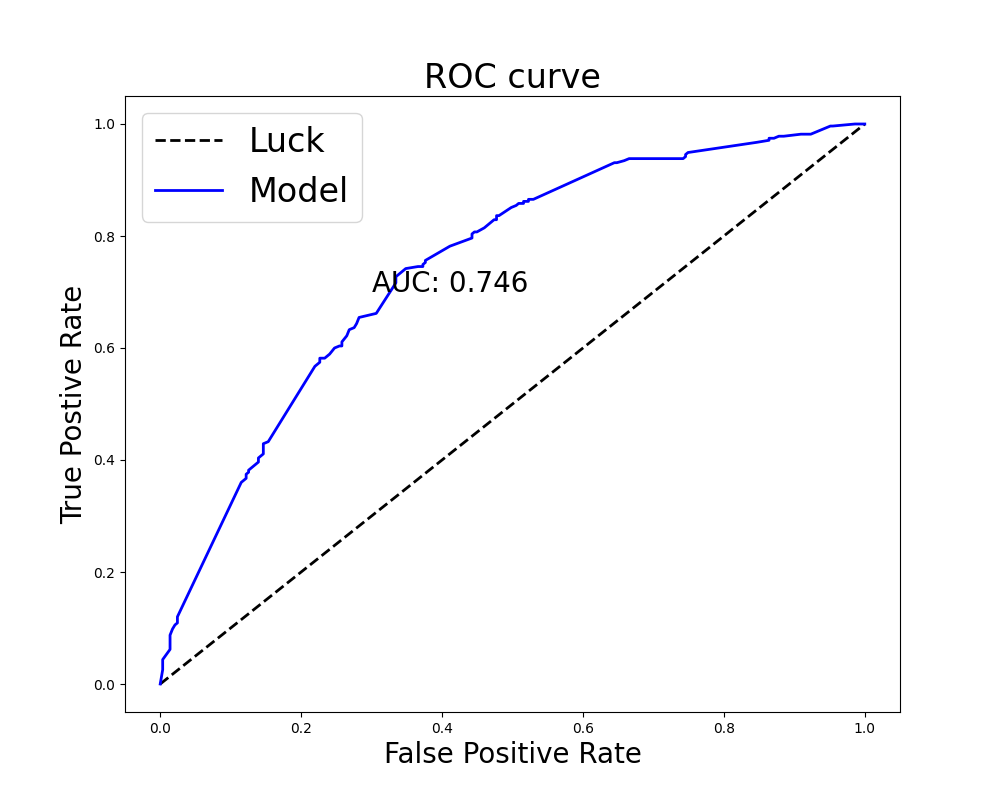 ROC curve
Luck
Model
AUC: 0.746
True Postive Rate
1.0
0.8
0.6
0.4
0.2
0.0
0.0 0.2 0.4 0.6 0.8 1.0
False Positive Rate